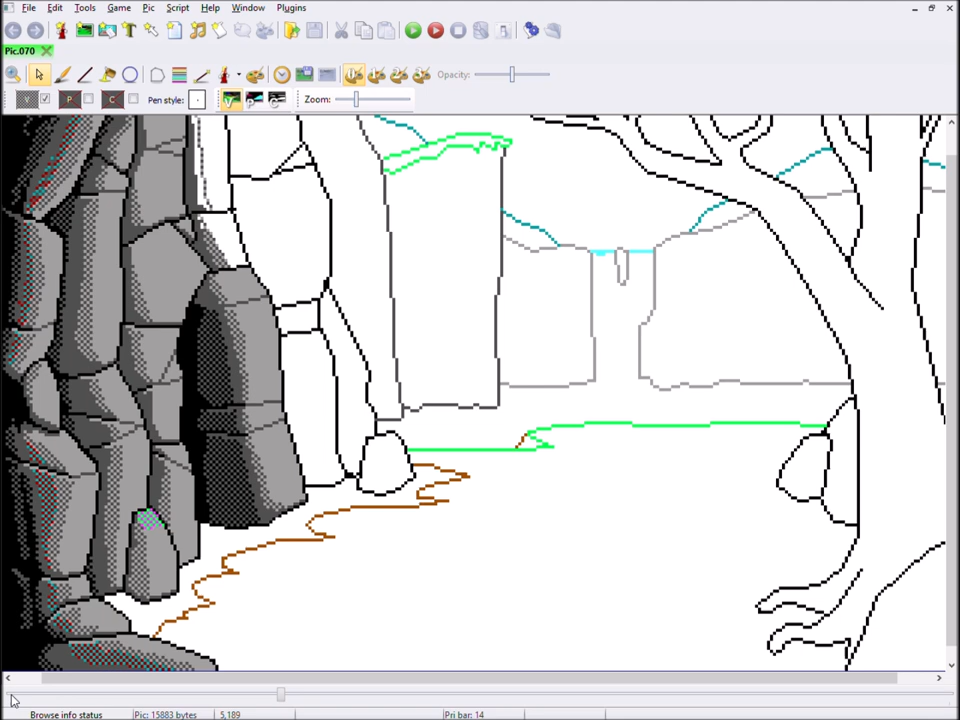 File Edit Tools Game Pic Script Help Window Plugins
Pic.070
Opacity:
V P C Pen style: V P C Zoom:
Browse info status Pic: 15883 bytes 5,189 Pri bar: 14